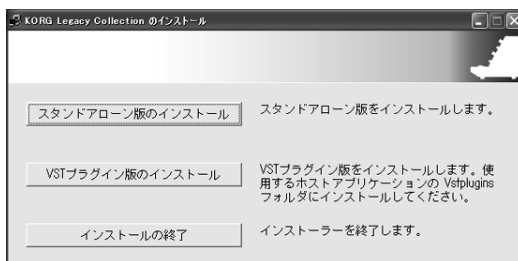 KORG Legacy Collection のインストール
スタンドアローン版のインストール
スタンドアローン版をインストールします。
VSTプラグイン版のインストール
VSTプラグイン版をインストールします。使
用するホストアプリケーションの Vstplugins
フォルダにインストールしてください。
インストールの終了
インストーラーを終了します。